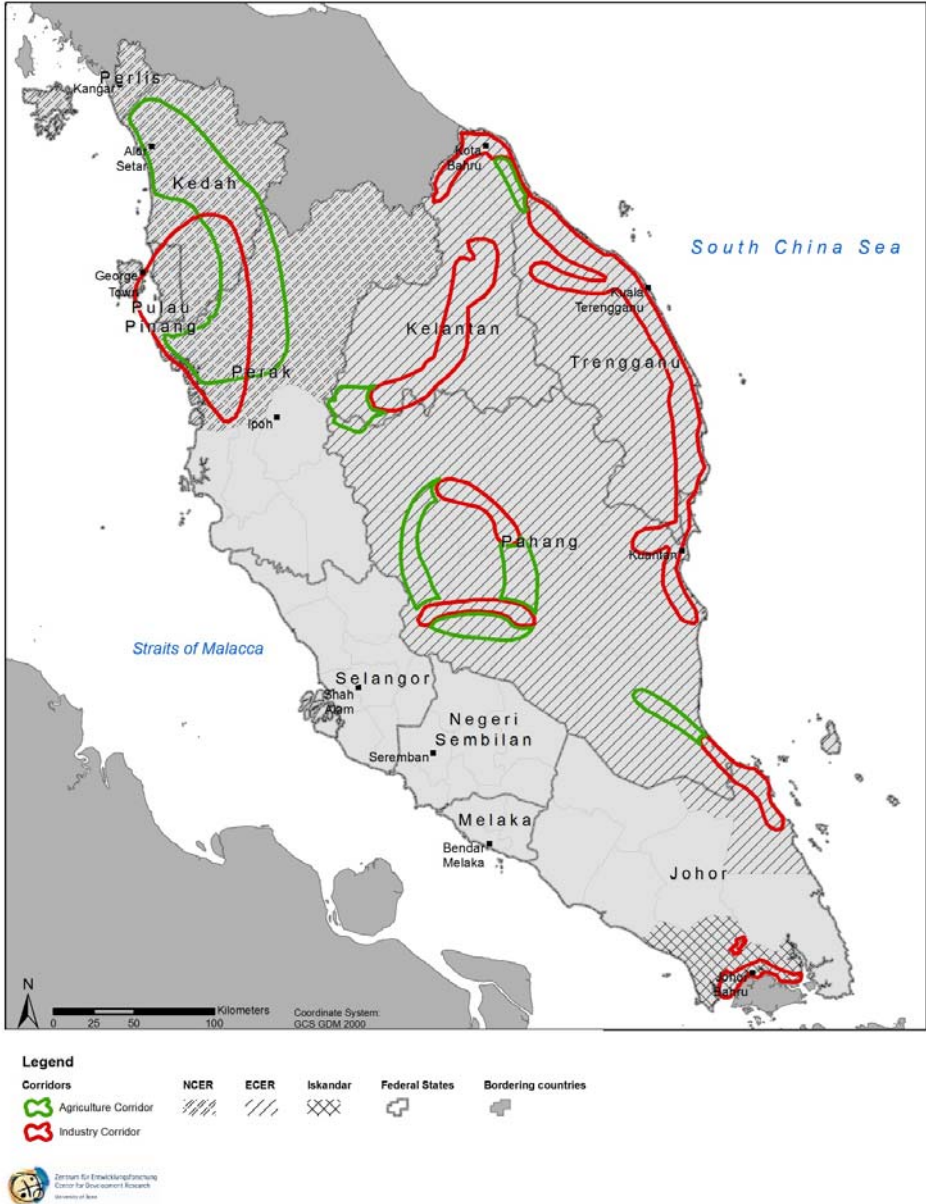 Perlis
Kangar
Alor
Setar
Kedah
Kota
Bahru
South China Sea
George
Town
Pulau
Pinang
Kuala
Terengganu
Kelantan
Trengganu
Perak
Ipoh
Pahang
Kuantan
Straits of Malacca
Selangor
Shah
Alam
Negeri
Sembilan
Seremban
Melaka
Bendar
Melaka
Johor
Johor
Bahru
N
Kilometers
0 25 50 100
Coordinate System:
GCS GDM 2000
Legend
Corridors NCER ECER Iskandar Federal States Bordering countries
Agriculture Corridor
Industry Corridor
Zentrum für Entwicklungsforschung
Center for Development Research
University of Bonn